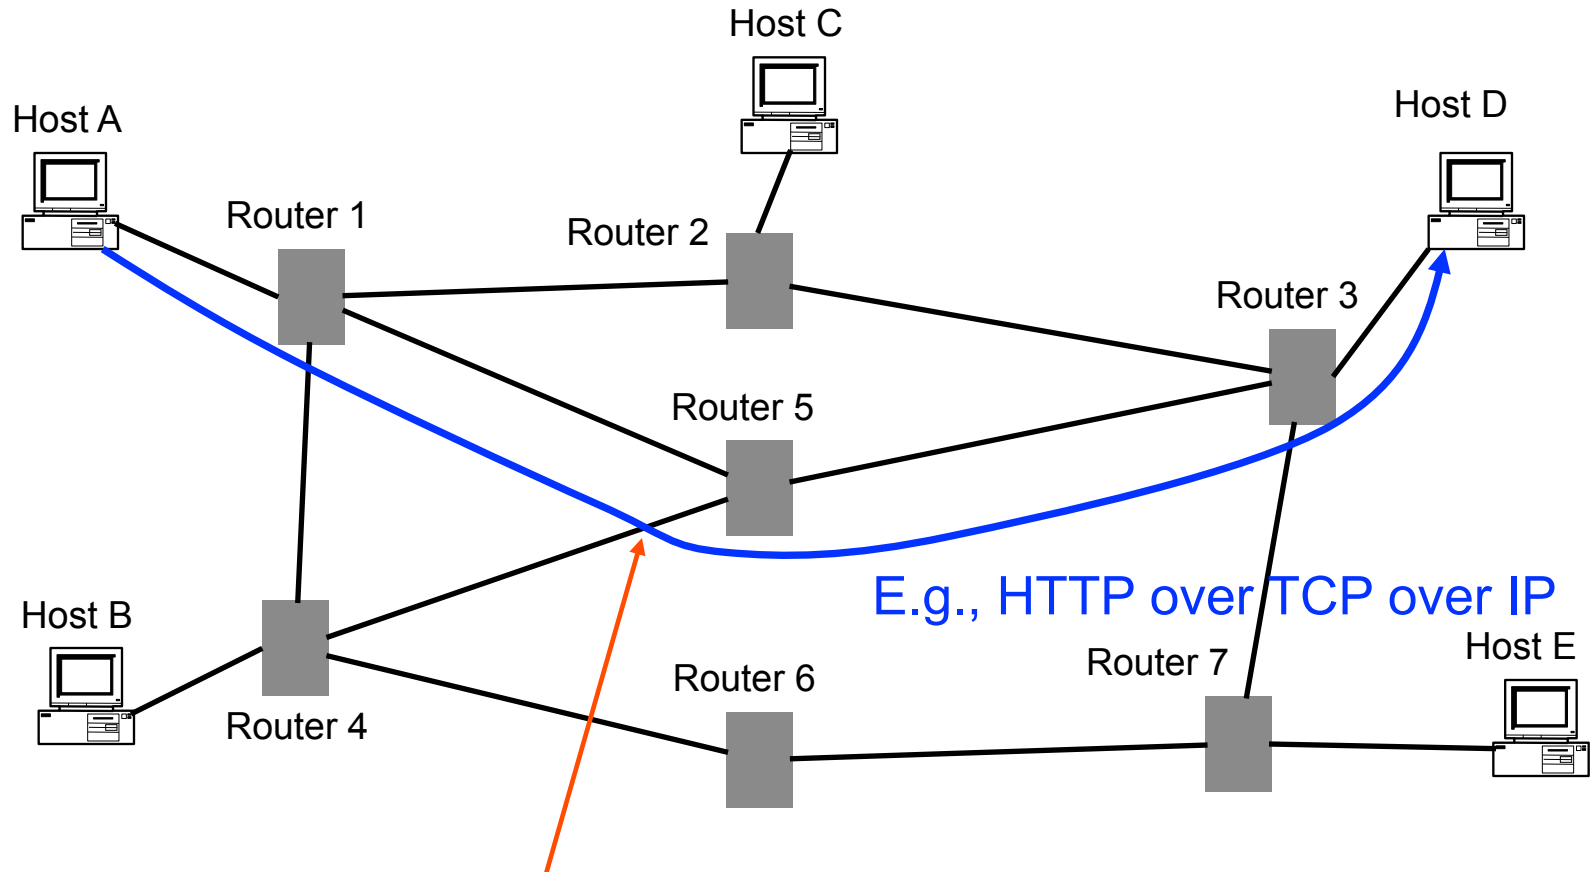 Host C
Host A
Host D
Router 1
Router 2
Router 3
Router 5
E.g., HTTP over TCP over IP
Host B
Host E
Router 7
Router 6
Router 4